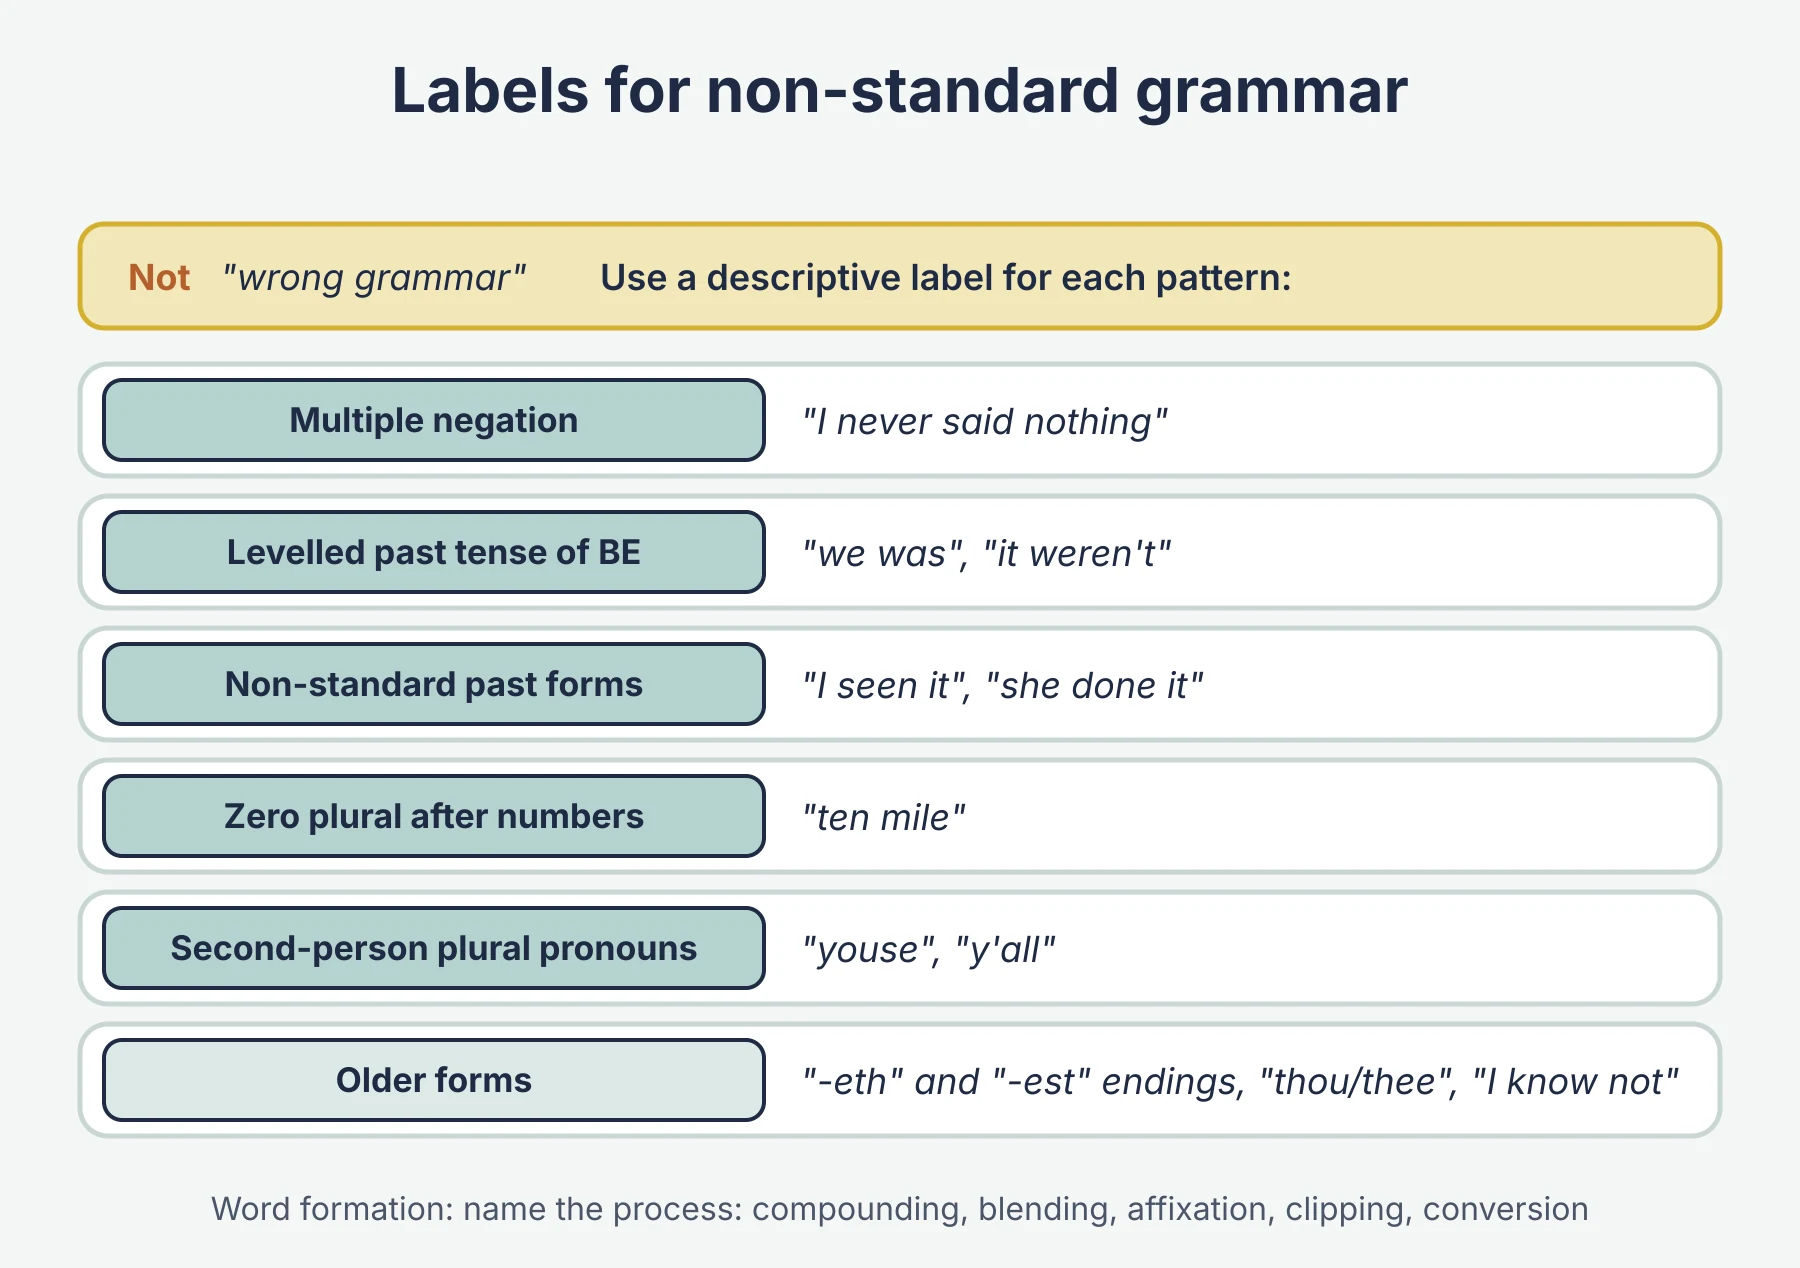 Labels for non-standard grammar
Not "wrong grammar" Use a descriptive label for each pattern:
Multiple negation "I never said nothing"
Levelled past tense of BE "we was", "it weren't"
Non-standard past forms "I seen it", "she done it"
Zero plural after numbers "ten mile"
Second-person plural pronouns "youse", "y'all"
Older forms "-eth" and "-est" endings, "thou/thee", "I know not"
Word formation: name the process: compounding, blending, affixation, clipping, conversion